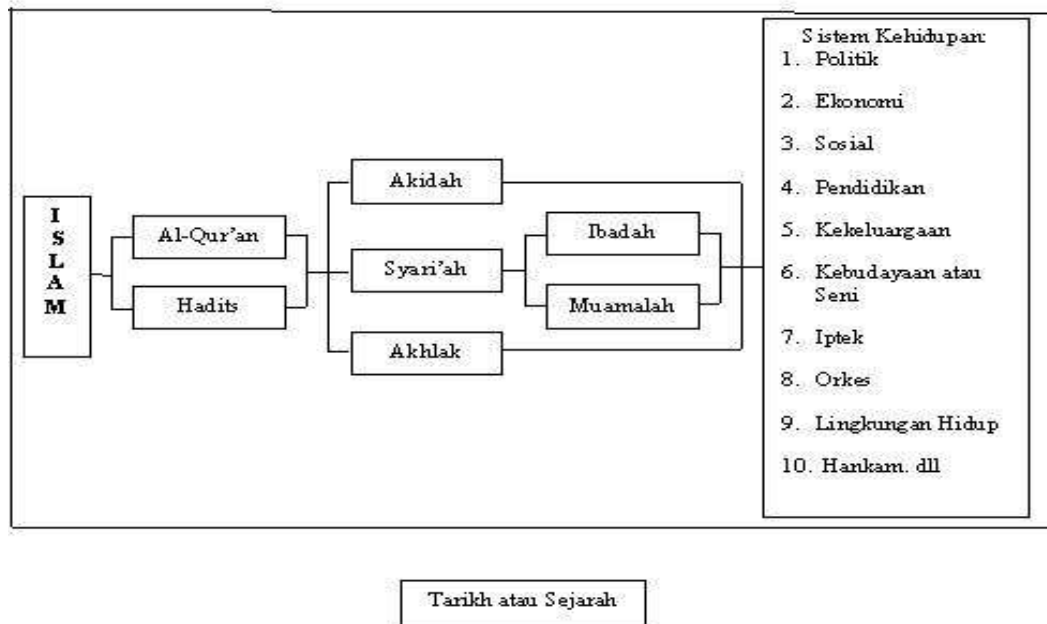 ISLAM
Al-Qur'an
Hadits
Akidah
Syari'ah
Akhlak
Ibadah
Muamalah
Sistem Kehidupan:
1. Politik
2. Ekonomi
3. Sosial
4. Pendidikan
5. Kekeluargaan
6. Kebudayaan atau
Seni
7. Iptek
8. Orkes
9. Lingkungan Hidup
10. Hankam. dll
Tarikh atau Sejarah